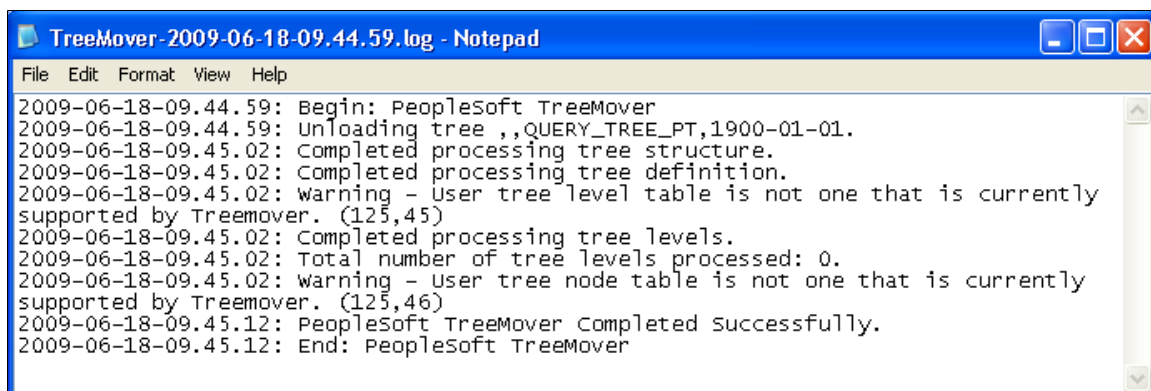 TreeMover-2009-06-18-09.44.59.log - Notepad
File Edit Format View Help
2009-06-18-09.44.59: Begin: PeopleSoft TreeMover
2009-06-18-09.44.59: Unloading tree ,,QUERY_TREE_PT,1900-01-01.
2009-06-18-09.45.02: Completed processing tree structure.
2009-06-18-09.45.02: Completed processing tree definition.
2009-06-18-09.45.02: Warning - User tree level table is not one that is currently
supported by Treemover. (125,45)
2009-06-18-09.45.02: Completed processing tree levels.
2009-06-18-09.45.02: Total number of tree levels processed: 0.
2009-06-18-09.45.02: Warning - User tree node table is not one that is currently
supported by Treemover. (125,46)
2009-06-18-09.45.12: PeopleSoft TreeMover Completed Successfully.
2009-06-18-09.45.12: End: PeopleSoft TreeMover